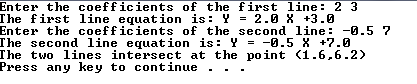 Enter the coefficients of the first line: 2 3
The first line equation is: Y = 2.0 X +3.0
Enter the coefficients of the second line: -0.5 7
The second line equation is: Y = -0.5 X +7.0
The two lines intersect at the point (1.6,6.2)
Press any key to continue . . .